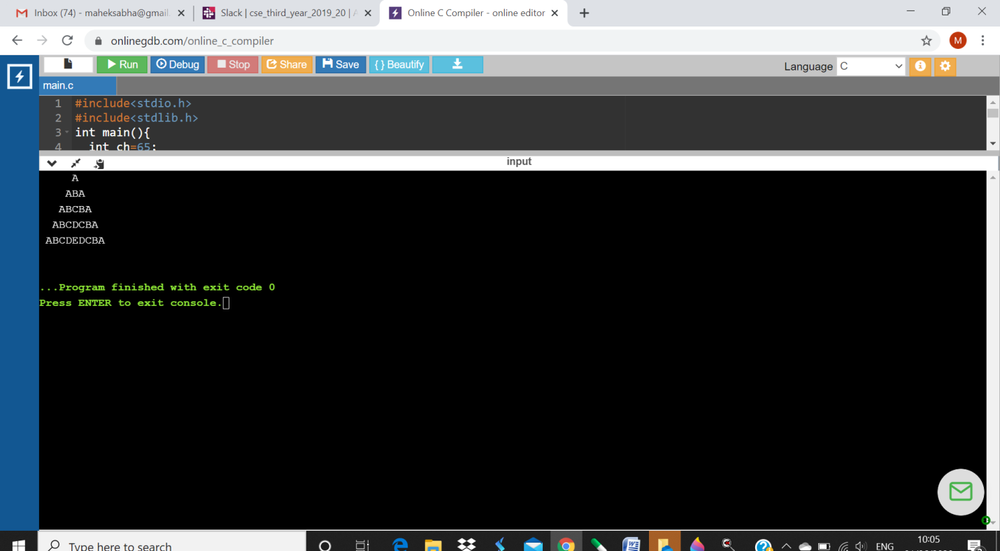 Inbox (74) - maheksabha@gmail.
Slack | cse_third_year_2019_20 |
Online C Compiler - online editor
onlinegdb.com/online_c_compiler
M
Run
Debug
Stop
Share
Save
{ } Beautify
Language C
main.c
1 #include<stdio.h>
2 #include<stdlib.h>
3 int main(){
4 int ch=65;
input
A
ABA
ABCBA
ABCDCBA
ABCDEDCBA
...Program finished with exit code 0
Press ENTER to exit console.
Type here to search
ENG
10:05